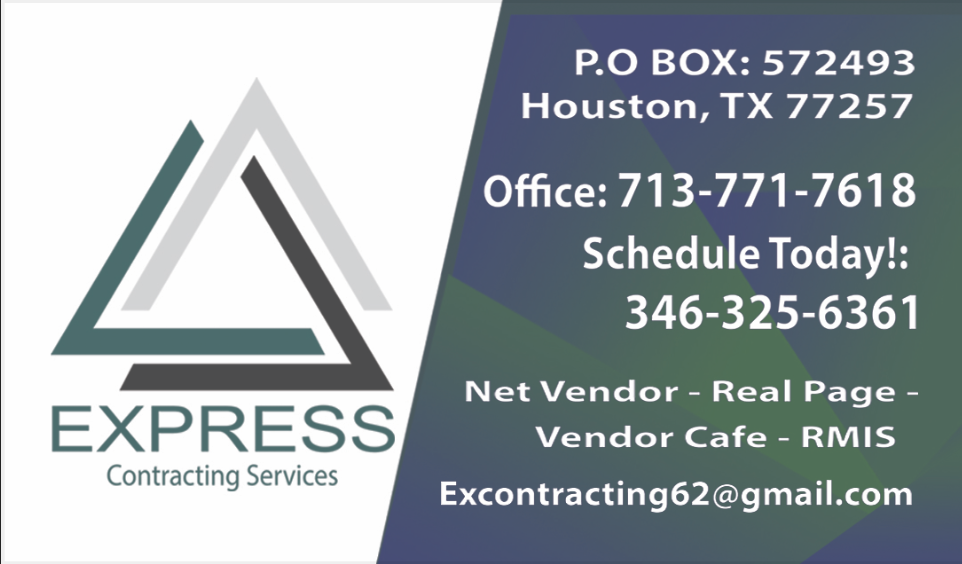 EXPRESS
Contracting Services
P.O BOX: 572493
Houston, TX 77257
Office: 713-771-7618
Schedule Today!:
346-325-6361
Net Vendor - Real Page -
Vendor Cafe - RMIS
Excontracting62@gmail.com